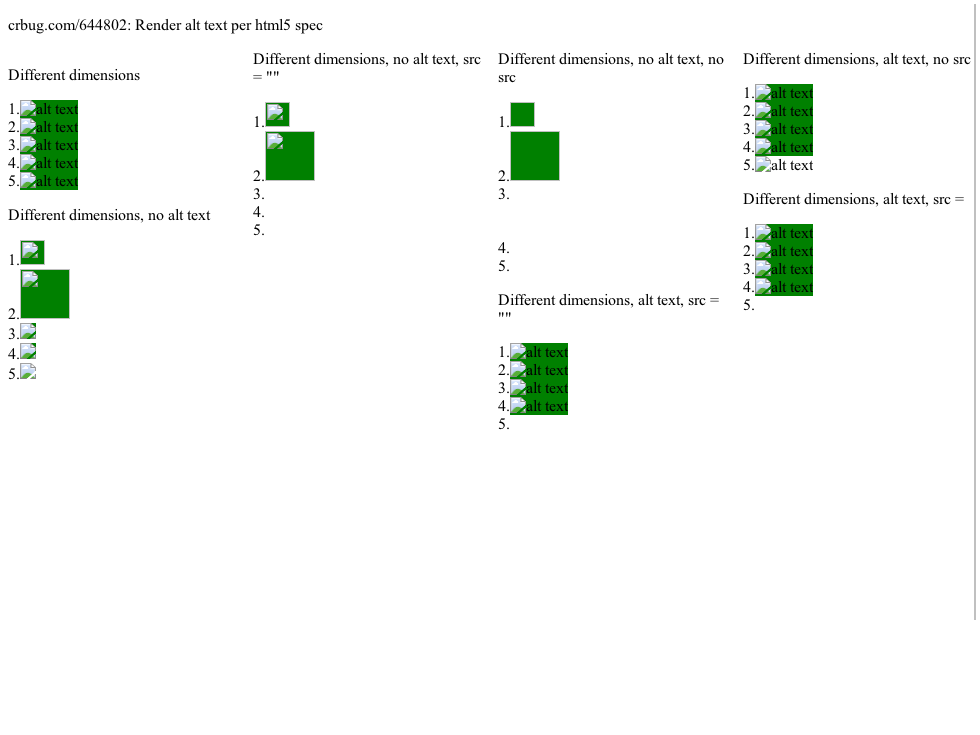 crbug.com/644802: Render alt text per html5 spec
Different dimensions
1. alt text
2. alt text
3. alt text
4. alt text
5. alt text
Different dimensions, no alt text
1.
2.
3.
4.
5.
Different dimensions, no alt text, src
= ""
1.
2.
3.
4.
5.
Different dimensions, no alt text, no
src
1.
2.
3.
4.
5.
Different dimensions, alt text, src =
""
1. alt text
2. alt text
3. alt text
4. alt text
5.
Different dimensions, alt text, no src
1. alt text
2. alt text
3. alt text
4. alt text
5. alt text
Different dimensions, alt text, src =
1. alt text
2. alt text
3. alt text
4. alt text
5.